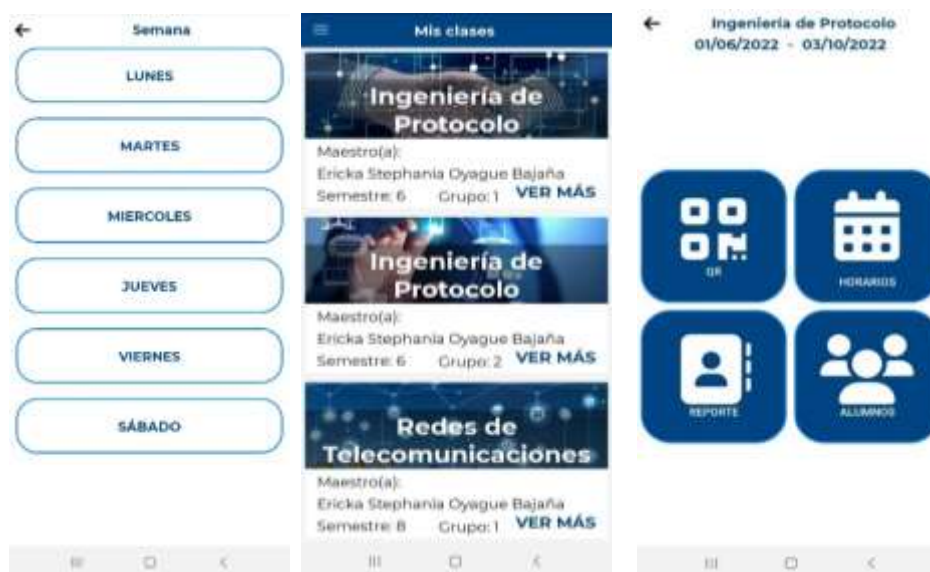 Semana
LUNES
MARTES
MIERCOLES
JUEVES
VIERNES
SÁBADO
Mis clases
Ingeniería de
Protocolo
Maestro(a):
Ericka Stephania Oyague Bajaña
Semestre: 6 Grupo: 1 VER MÁS
Ingeniería de
Protocolo
Maestro(a):
Ericka Stephania Oyague Bajaña
Semestre: 6 Grupo: 2 VER MÁS
Redes de
Telecomunicaciones
Maestro(a):
Ericka Stephania Oyague Bajaña
Semestre: 8 Grupo: 1 VER MÁS
Ingeniería de Protocolo
01/06/2022 - 03/10/2022
QR
HORARIOS
REPORTE
ALUMNOS